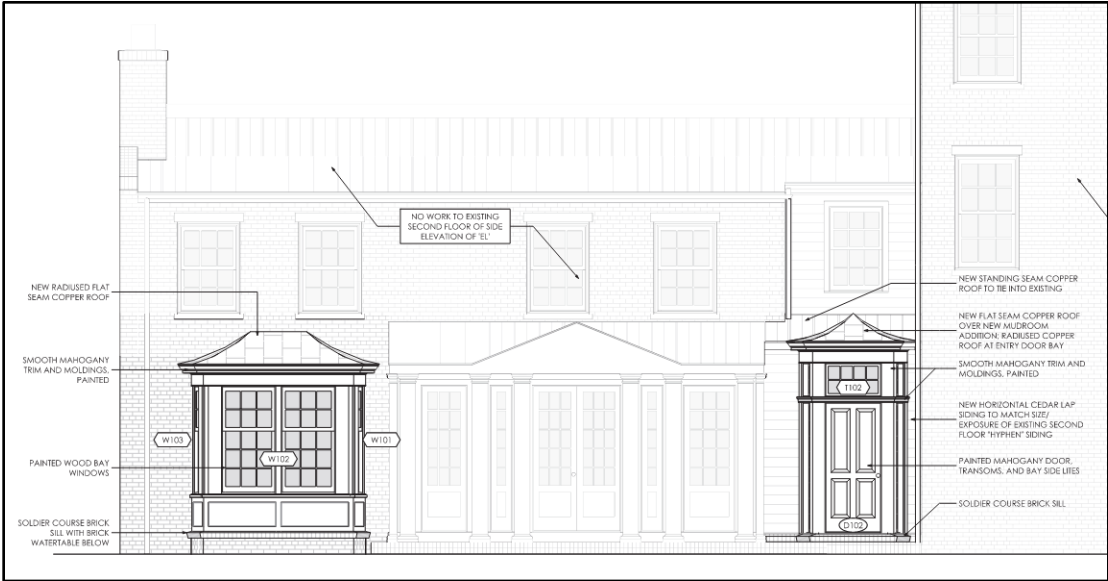 NO WORK TO EXISTING
SECOND FLOOR OF SIDE
ELEVATION OF 'EL'
NEW RADIUSED FLAT
SEAM COPPER ROOF
SMOOTH MAHOGANY
TRIM AND MOLDINGS,
PAINTED
W103
W101
W102
PAINTED WOOD BAY
WINDOWS
SOLDIER COURSE BRICK
SILL WITH BRICK
WATERTABLE BELOW
NEW STANDING SEAM COPPER
ROOF TO TIE INTO EXISTING
NEW FLAT SEAM COPPER ROOF
OVER NEW MUDROOM
ADDITION; RADIUSED COPPER
ROOF AT ENTRY DOOR BAY
SMOOTH MAHOGANY TRIM AND
MOLDINGS, PAINTED
T102
NEW HORIZONTAL CEDAR LAP
SIDING TO MATCH SIZE/
EXPOSURE OF EXISTING SECOND
FLOOR "HYPHEN" SIDING
PAINTED MAHOGANY DOOR,
TRANSOMS, AND BAY SIDE LITES
SOLDIER COURSE BRICK SILL
D102